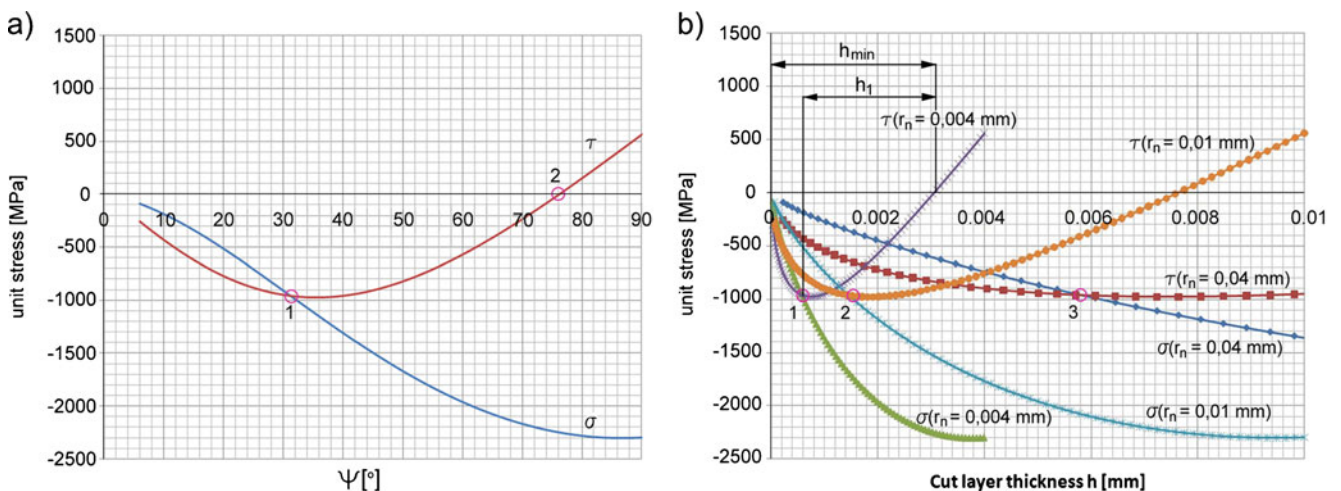 a)
1500
1000
500
0
-500
-1000
-1500
-2000
-2500
unit stress [MPa]
0 10 20 30 40 50 60 70 80 90
τ
2
1
σ
Ψ[°]
b)
1500
1000
500
0
-500
-1000
-1500
-2000
-2500
unit stress [MPa]
hmin
h1
τ(rn = 0,004 mm)
τ(rn = 0,01 mm)
0 0.002 0.004 0.006 0.008 0.01
τ(rn = 0,04 mm)
1 2 3
σ(rn = 0,04 mm)
σ(rn = 0,004 mm)
σ(rn = 0,01 mm)
Cut layer thickness h [mm]